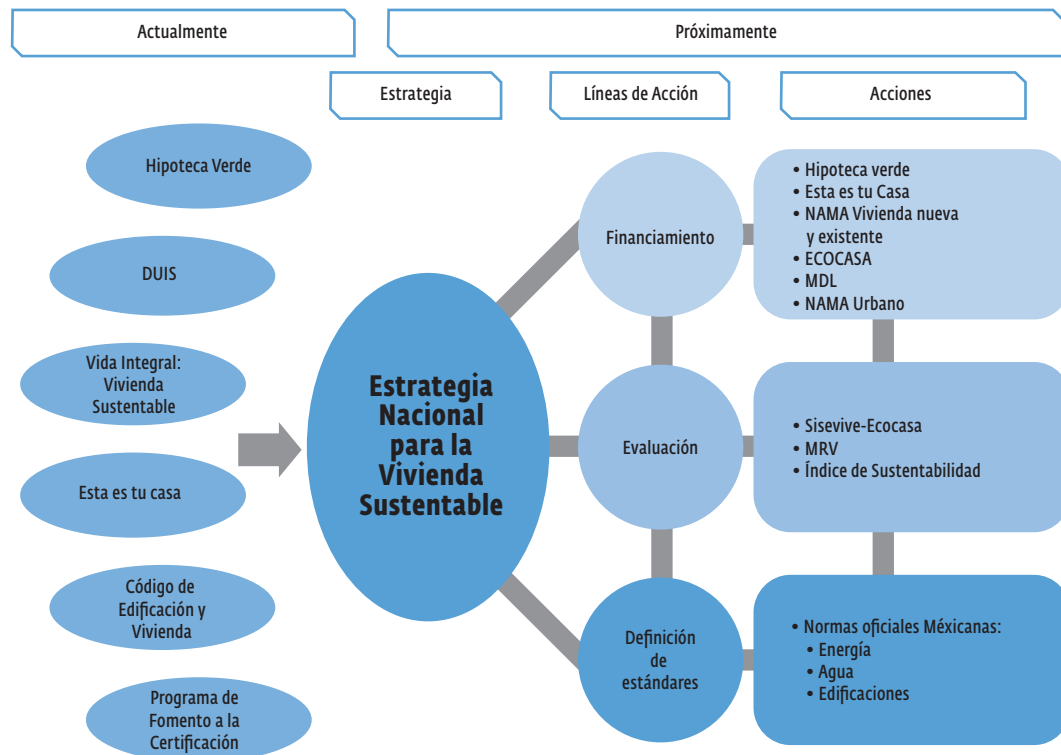 Actualmente
Próximamente
Estrategia
Líneas de Acción
Acciones
Hipoteca Verde
DUIS
Vida Integral:
Vivienda
Sustentable
Esta es tu casa
Código de
Edificación y
Vivienda
Programa de
Fomento a la
Certificación
Estrategia
Nacional
para la
Vivienda
Sustentable
Financiamiento
• Hipoteca verde
• Esta es tu Casa
• NAMA Vivienda nueva
y existente
• ECOCASA
• MDL
• NAMA Urbano
Evaluación
• Sisevive-Ecocasa
• MRV
• Índice de Sustentabilidad
Definición
de
estándares
• Normas oficiales Méxicanas:
• Energía
• Agua
• Edificaciones